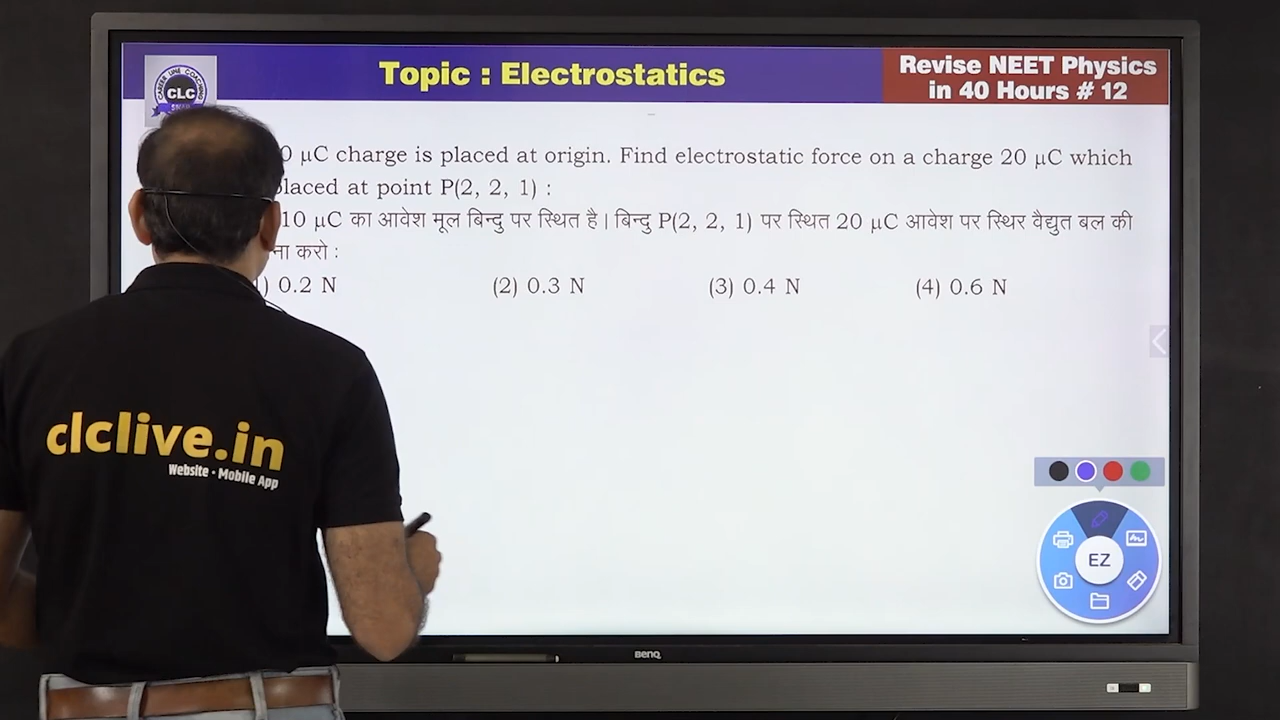 Topic : Electrostatics
Revise NEET Physics
in 40 Hours # 12
CLC
0 µC charge is placed at origin. Find electrostatic force on a charge 20 µC which
placed at point P(2, 2, 1) :
10 µC का आवेश मूल बिन्दु पर स्थित है। बिन्दु P(2, 2, 1) पर स्थित 20 µC आवेश पर स्थिर वैद्युत बल की
ना करो :
) 0.2 N (2) 0.3 N (3) 0.4 N (4) 0.6 N
clclive.in
Website • Mobile App
EZ
BenQ